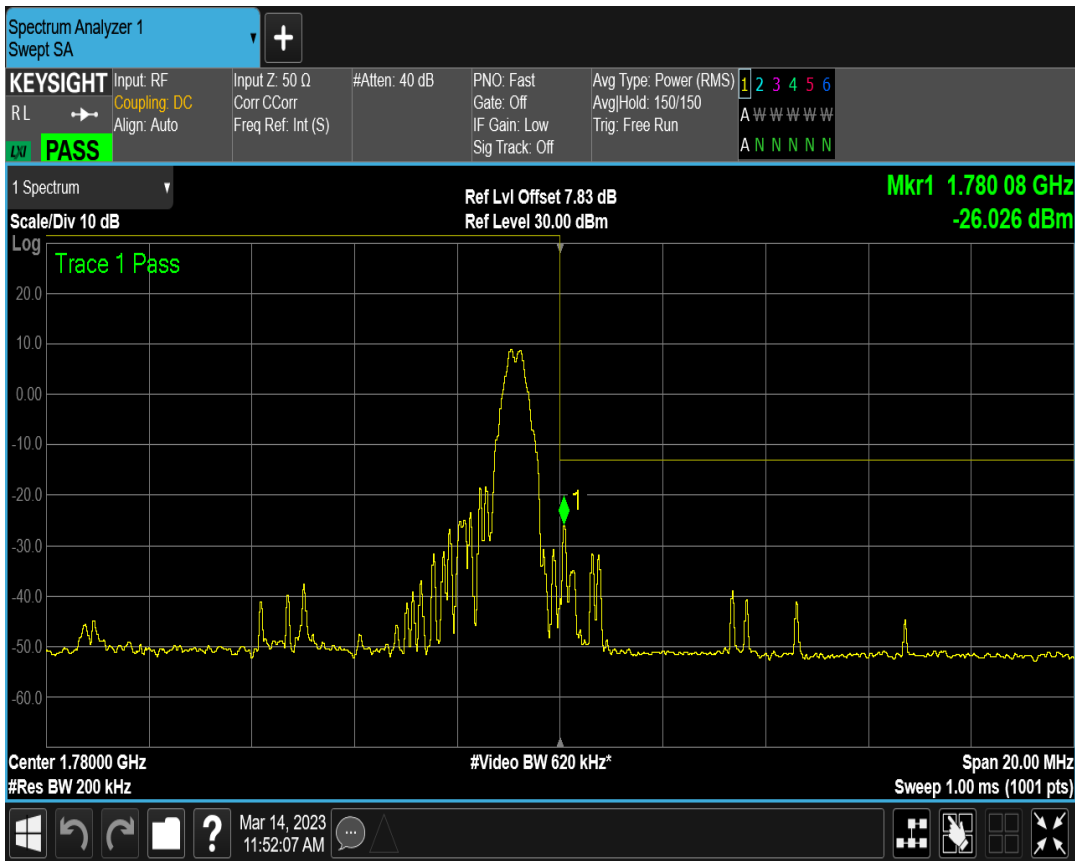 Spectrum Analyzer 1
Swept SA
+
KEYSIGHT
RL
LXI PASS
Input: RF
Coupling: DC
Align: Auto
Input Z: 50 Ω
Corr CCorr
Freq Ref: Int (S)
#Atten: 40 dB
PNO: Fast
Gate: Off
IF Gain: Low
Sig Track: Off
Avg Type: Power (RMS)
Avg|Hold: 150/150
Trig: Free Run
1 2 3 4 5 6
A W W W W W
A N N N N N
1 Spectrum
Scale/Div 10 dB
Ref Lvl Offset 7.83 dB
Ref Level 30.00 dBm
Mkr1 1.780 08 GHz
-26.026 dBm
Log
Trace 1 Pass
20.0
10.0
0.00
-10.0
-20.0
1
-30.0
-40.0
-50.0
-60.0
Center 1.78000 GHz
#Video BW 620 kHz*
Span 20.00 MHz
#Res BW 200 kHz
Sweep 1.00 ms (1001 pts)
?
Mar 14, 2023
11:52:07 AM